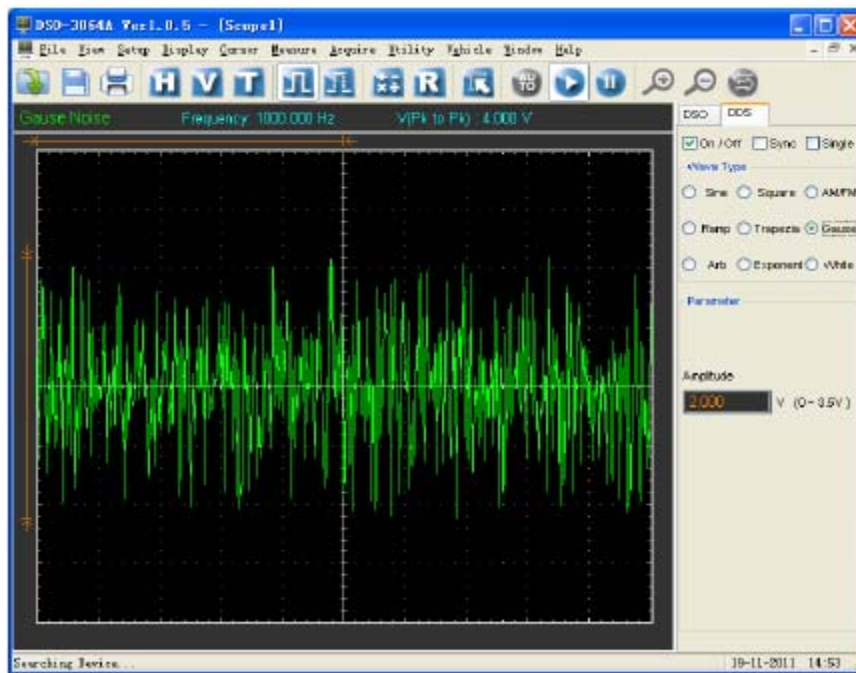 DSO-3064A Ver1.0.5 - [Scope1]
File View Setup Display Cursor Measure Acquire Utility Vehicle Window Help
H V T R AUTO
Gause Noise Frequency: 1000.000 Hz V(Pk to Pk) : 4.000 V
DSO DDS
On / Off Sync Single
Wave Type
Sine Square AM/FM
Ramp Trapezia Gause
Arb Exponent White
Parameter
Amplitude
2.000 V (0~3.5V)
Searching Device... 19-11-2011 14:53